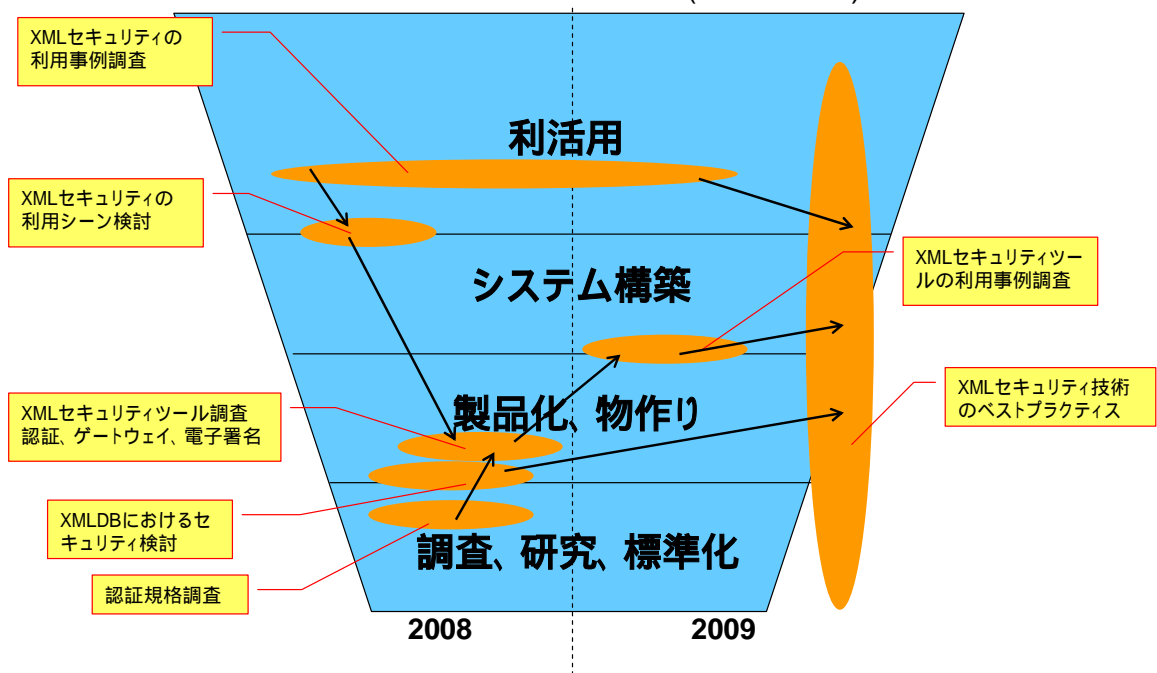 XMLセキュリティの
利用事例調査
利活用
XMLセキュリティの
利用シーン検討
システム構築
XMLセキュリティツー
ルの利用事例調査
XMLセキュリティ技術
のベストプラクティス
製品化、物作り
XMLセキュリティツール調査
認証、ゲートウェイ、電子署名
XMLDBにおけるセ
キュリティ検討
調査、研究、標準化
認証規格調査
2008
2009